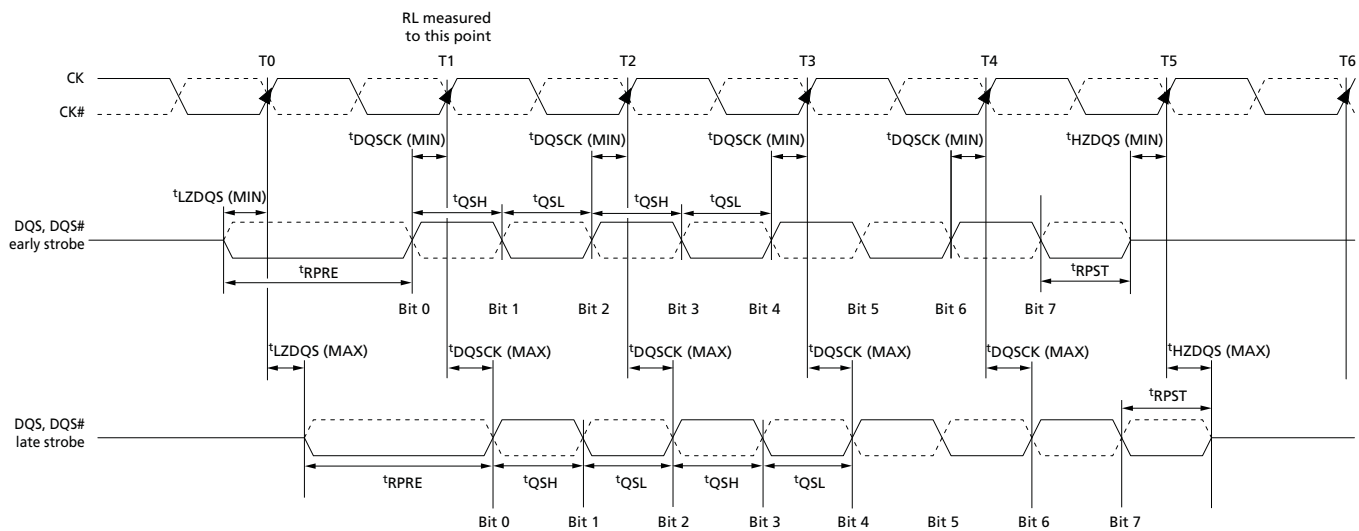 RL measured
to this point
T0 T1 T2 T3 T4 T5 T6
CK
CK#
tDQSCK (MIN) tDQSCK (MIN) tDQSCK (MIN) tDQSCK (MIN) tHZDQS (MIN)
tLZDQS (MIN)
tQSH tQSL tQSH tQSL
DQS, DQS#
early strobe
tRPRE tRPST
Bit 0 Bit 1 Bit 2 Bit 3 Bit 4 Bit 5 Bit 6 Bit 7
tLZDQS (MAX) tDQSCK (MAX) tDQSCK (MAX) tDQSCK (MAX) tDQSCK (MAX) tHZDQS (MAX)
tRPST
DQS, DQS#
late strobe
tRPRE tQSH tQSL tQSH tQSL
Bit 0 Bit 1 Bit 2 Bit 3 Bit 4 Bit 5 Bit 6 Bit 7